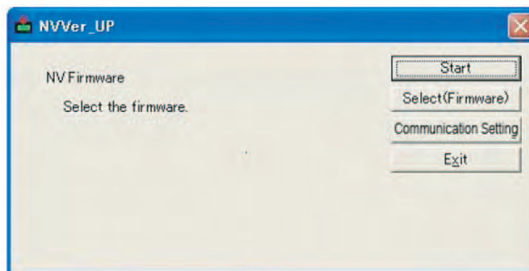 NVVer_UP
NV Firmware
Select the firmware.
Start
Select(Firmware)
Communication Setting
Exit